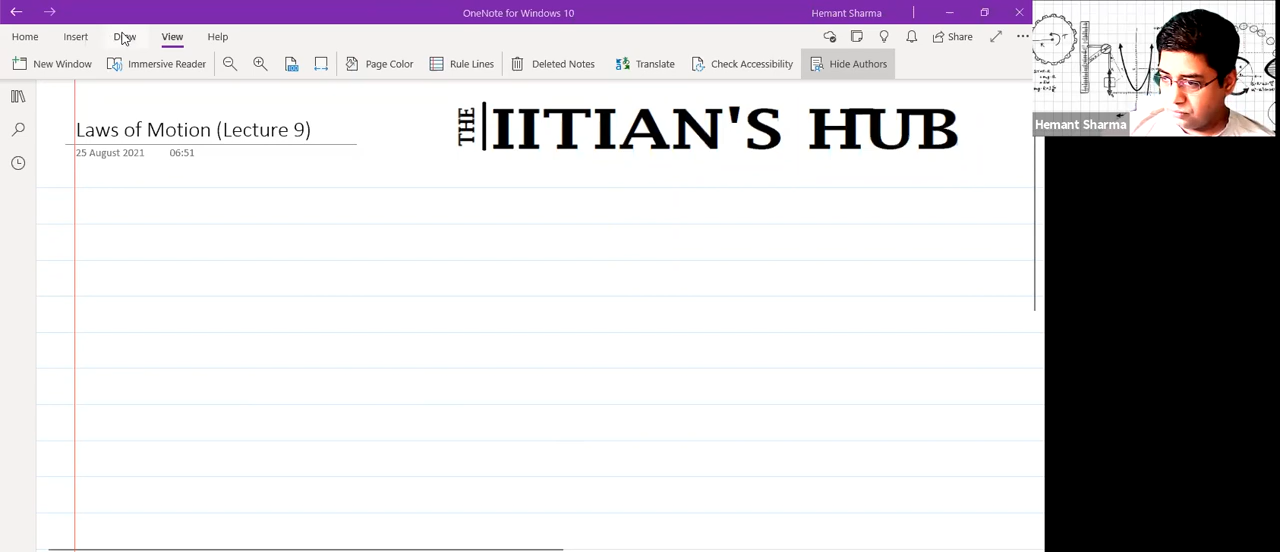 OneNote for Windows 10
Hemant Sharma
Home Insert Draw View Help
Share
New Window Immersive Reader Page Color Rule Lines Deleted Notes Translate Check Accessibility Hide Authors
Laws of Motion (Lecture 9)
25 August 2021 06:51
THE IITIAN'S HUB
Hemant Sharma